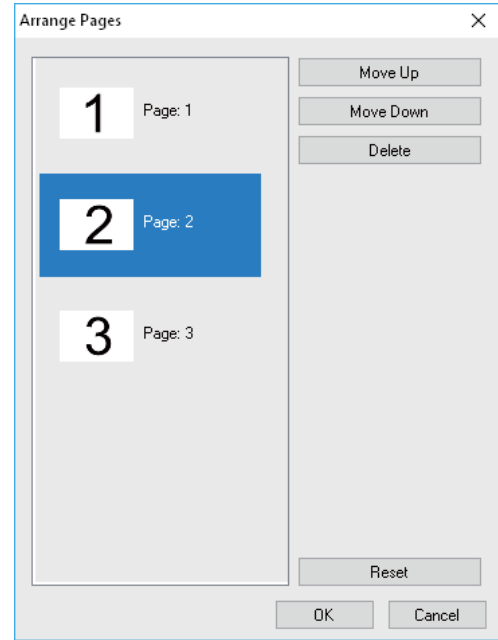 Arrange Pages
1 Page: 1
2 Page: 2
3 Page: 3
Move Up
Move Down
Delete
Reset
OK Cancel